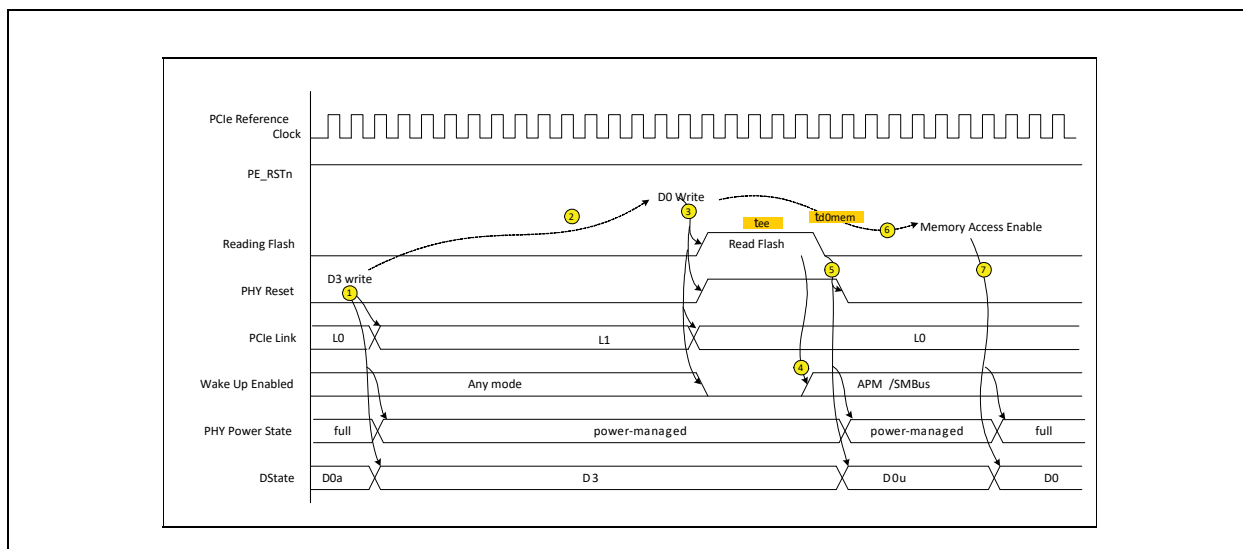 PCIe Reference
Clock
PE_RSTn
D0 Write
2
3
tee
td0mem
6
Memory Access Enable
Reading Flash
Read Flash
D3 write
5
7
PHY Reset
1
PCIe Link
L0
L1
L0
4
Wake Up Enabled
Any mode
APM /SMBus
PHY Power State
full
power-managed
power-managed
full
DState
D0a
D3
D0u
D0